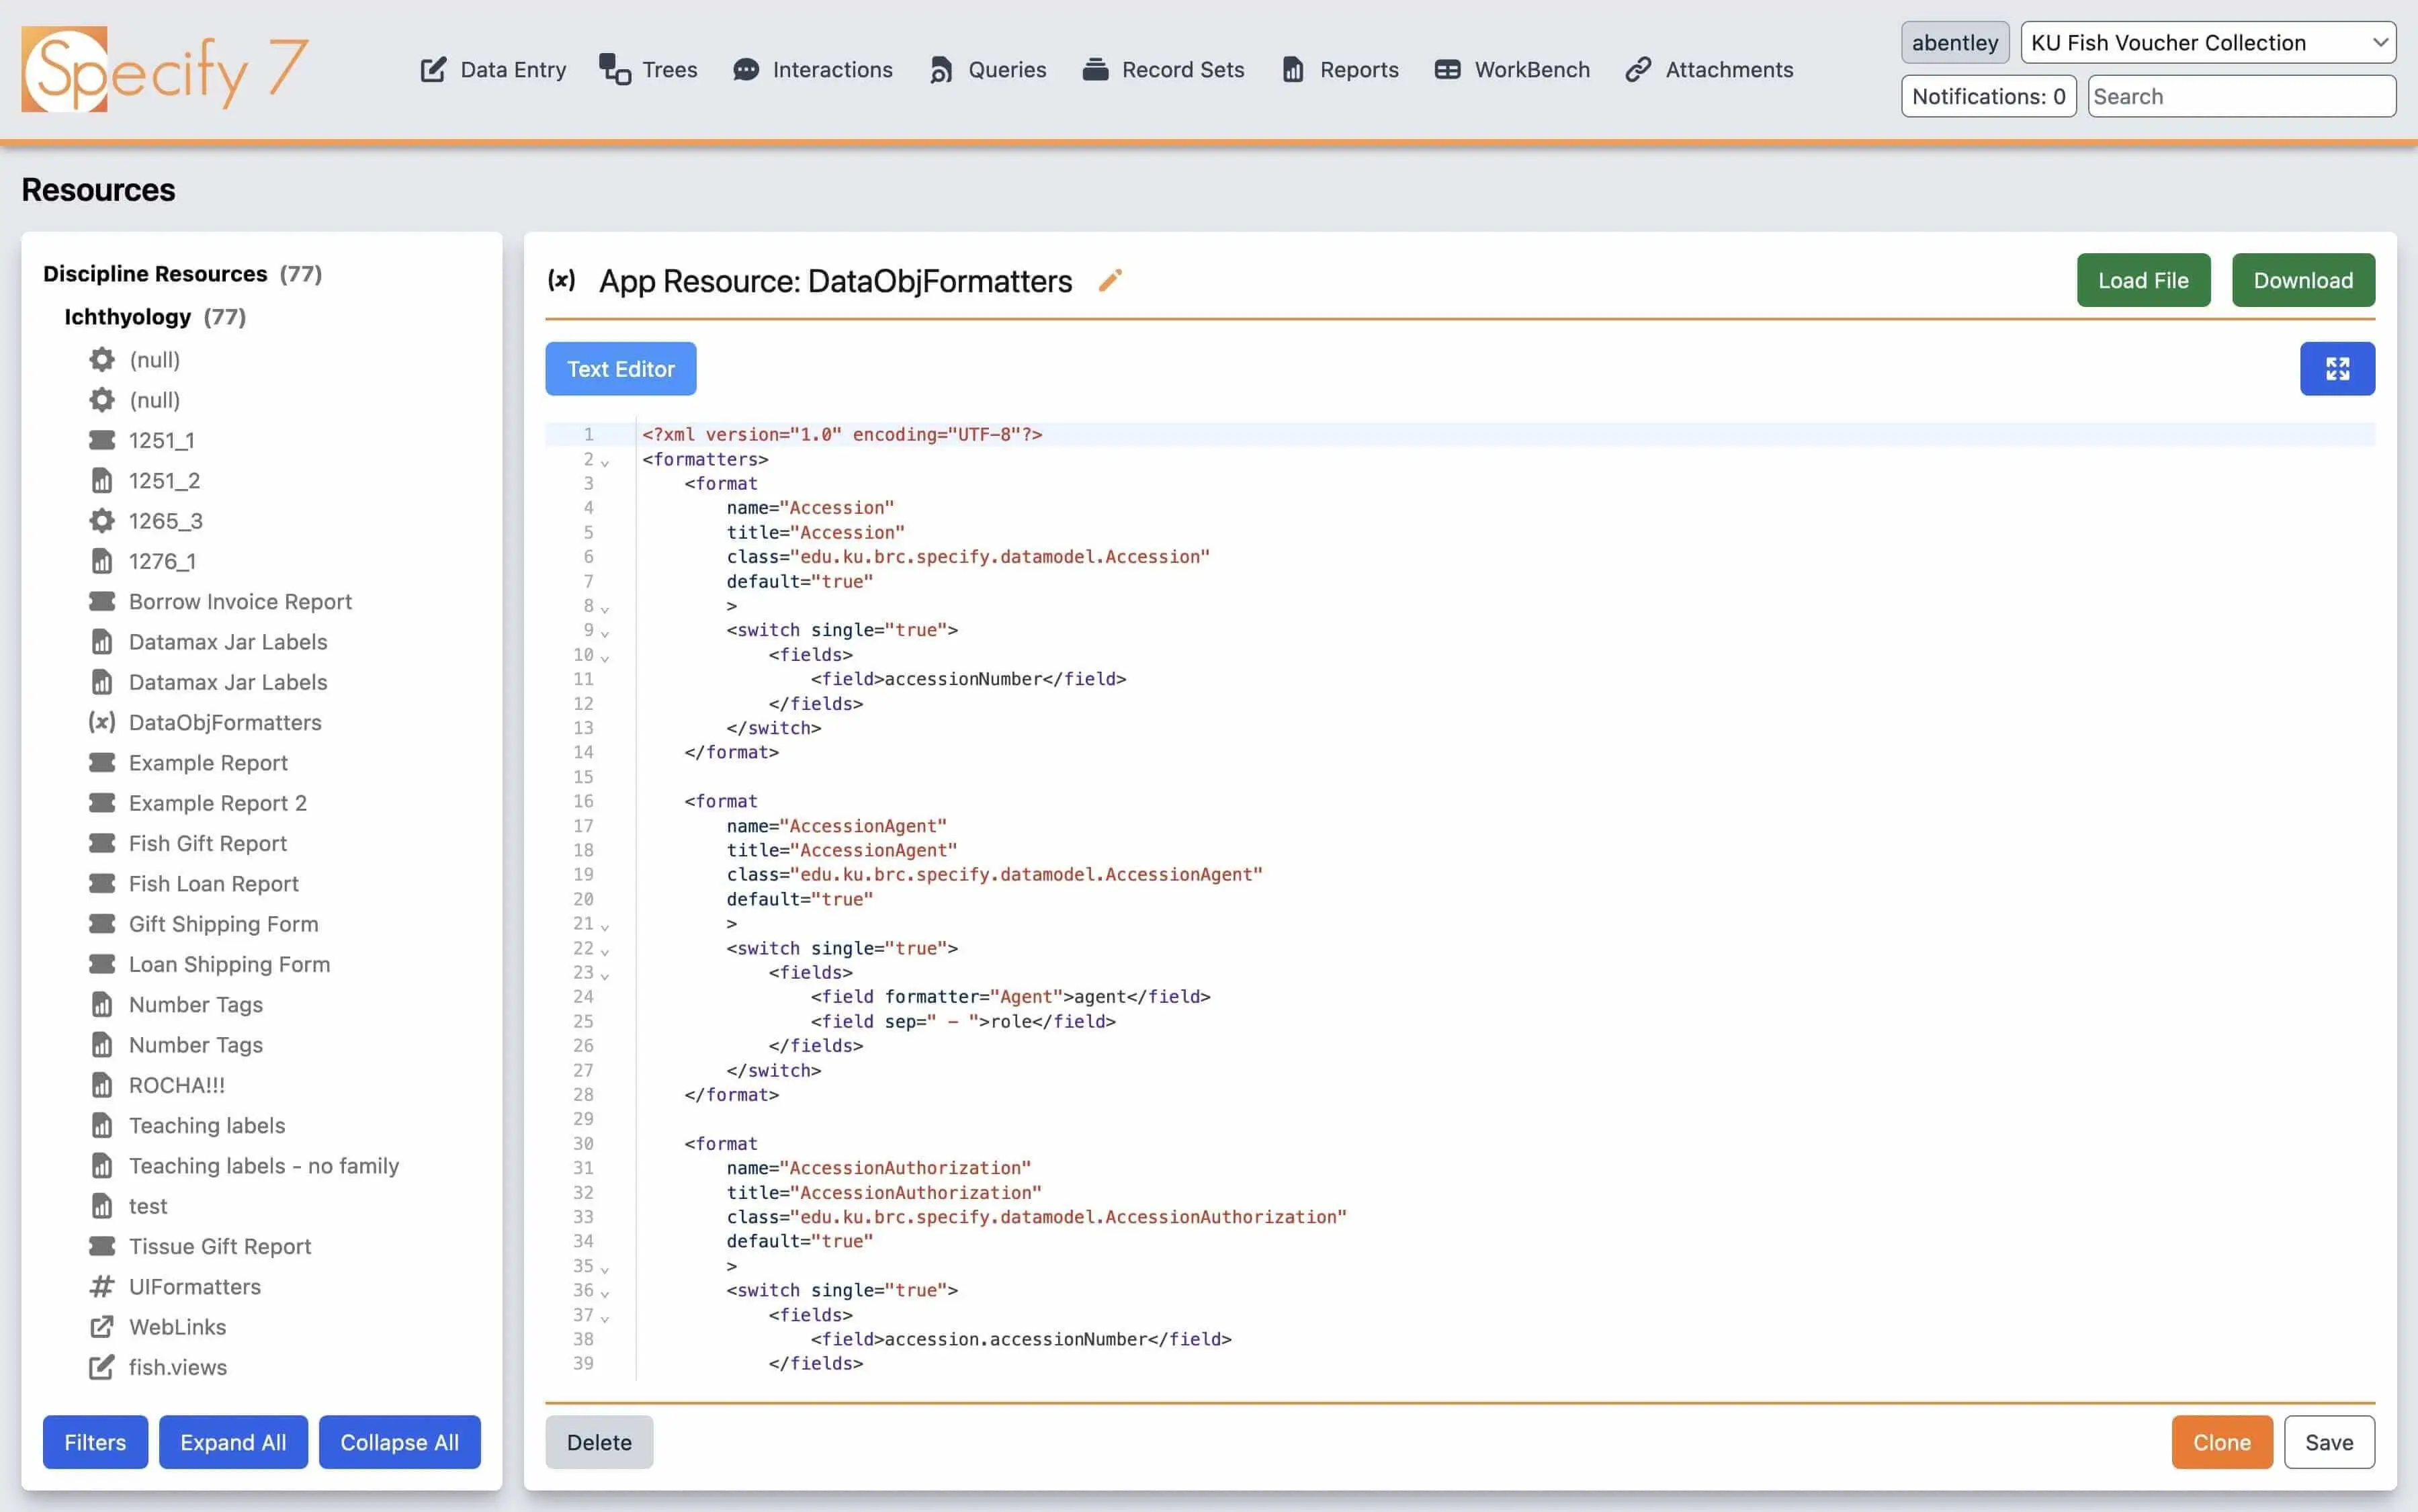 Specify 7
Data Entry
Trees
Interactions
Queries
Record Sets
Reports
WorkBench
Attachments
abentley
KU Fish Voucher Collection
Notifications: 0
Search
Resources
Discipline Resources (77)
Ichthyology (77)
(null)
(null)
1251_1
1251_2
1265_3
1276_1
Borrow Invoice Report
Datamax Jar Labels
Datamax Jar Labels
(x) DataObjFormatters
Example Report
Example Report 2
Fish Gift Report
Fish Loan Report
Gift Shipping Form
Loan Shipping Form
Number Tags
Number Tags
ROCHA!!!
Teaching labels
Teaching labels - no family
test
Tissue Gift Report
# UIFormatters
WebLinks
fish.views
Filters
Expand All
Collapse All
(x) App Resource: DataObjFormatters
Load File
Download
Text Editor
1 <?xml version="1.0" encoding="UTF-8"?>
2 <formatters>
3     <format
4         name="Accession"
5         title="Accession"
6         class="edu.ku.brc.specify.datamodel.Accession"
7         default="true"
8         >
9         <switch single="true">
10             <fields>
11                 <field>accessionNumber</field>
12             </fields>
13         </switch>
14     </format>
15
16     <format
17         name="AccessionAgent"
18         title="AccessionAgent"
19         class="edu.ku.brc.specify.datamodel.AccessionAgent"
20         default="true"
21         >
22         <switch single="true">
23             <fields>
24                 <field formatter="Agent">agent</field>
25                 <field sep=" - ">role</field>
26             </fields>
27         </switch>
28     </format>
29
30     <format
31         name="AccessionAuthorization"
32         title="AccessionAuthorization"
33         class="edu.ku.brc.specify.datamodel.AccessionAuthorization"
34         default="true"
35         >
36         <switch single="true">
37             <fields>
38                 <field>accession.accessionNumber</field>
39             </fields>
Delete
Clone
Save